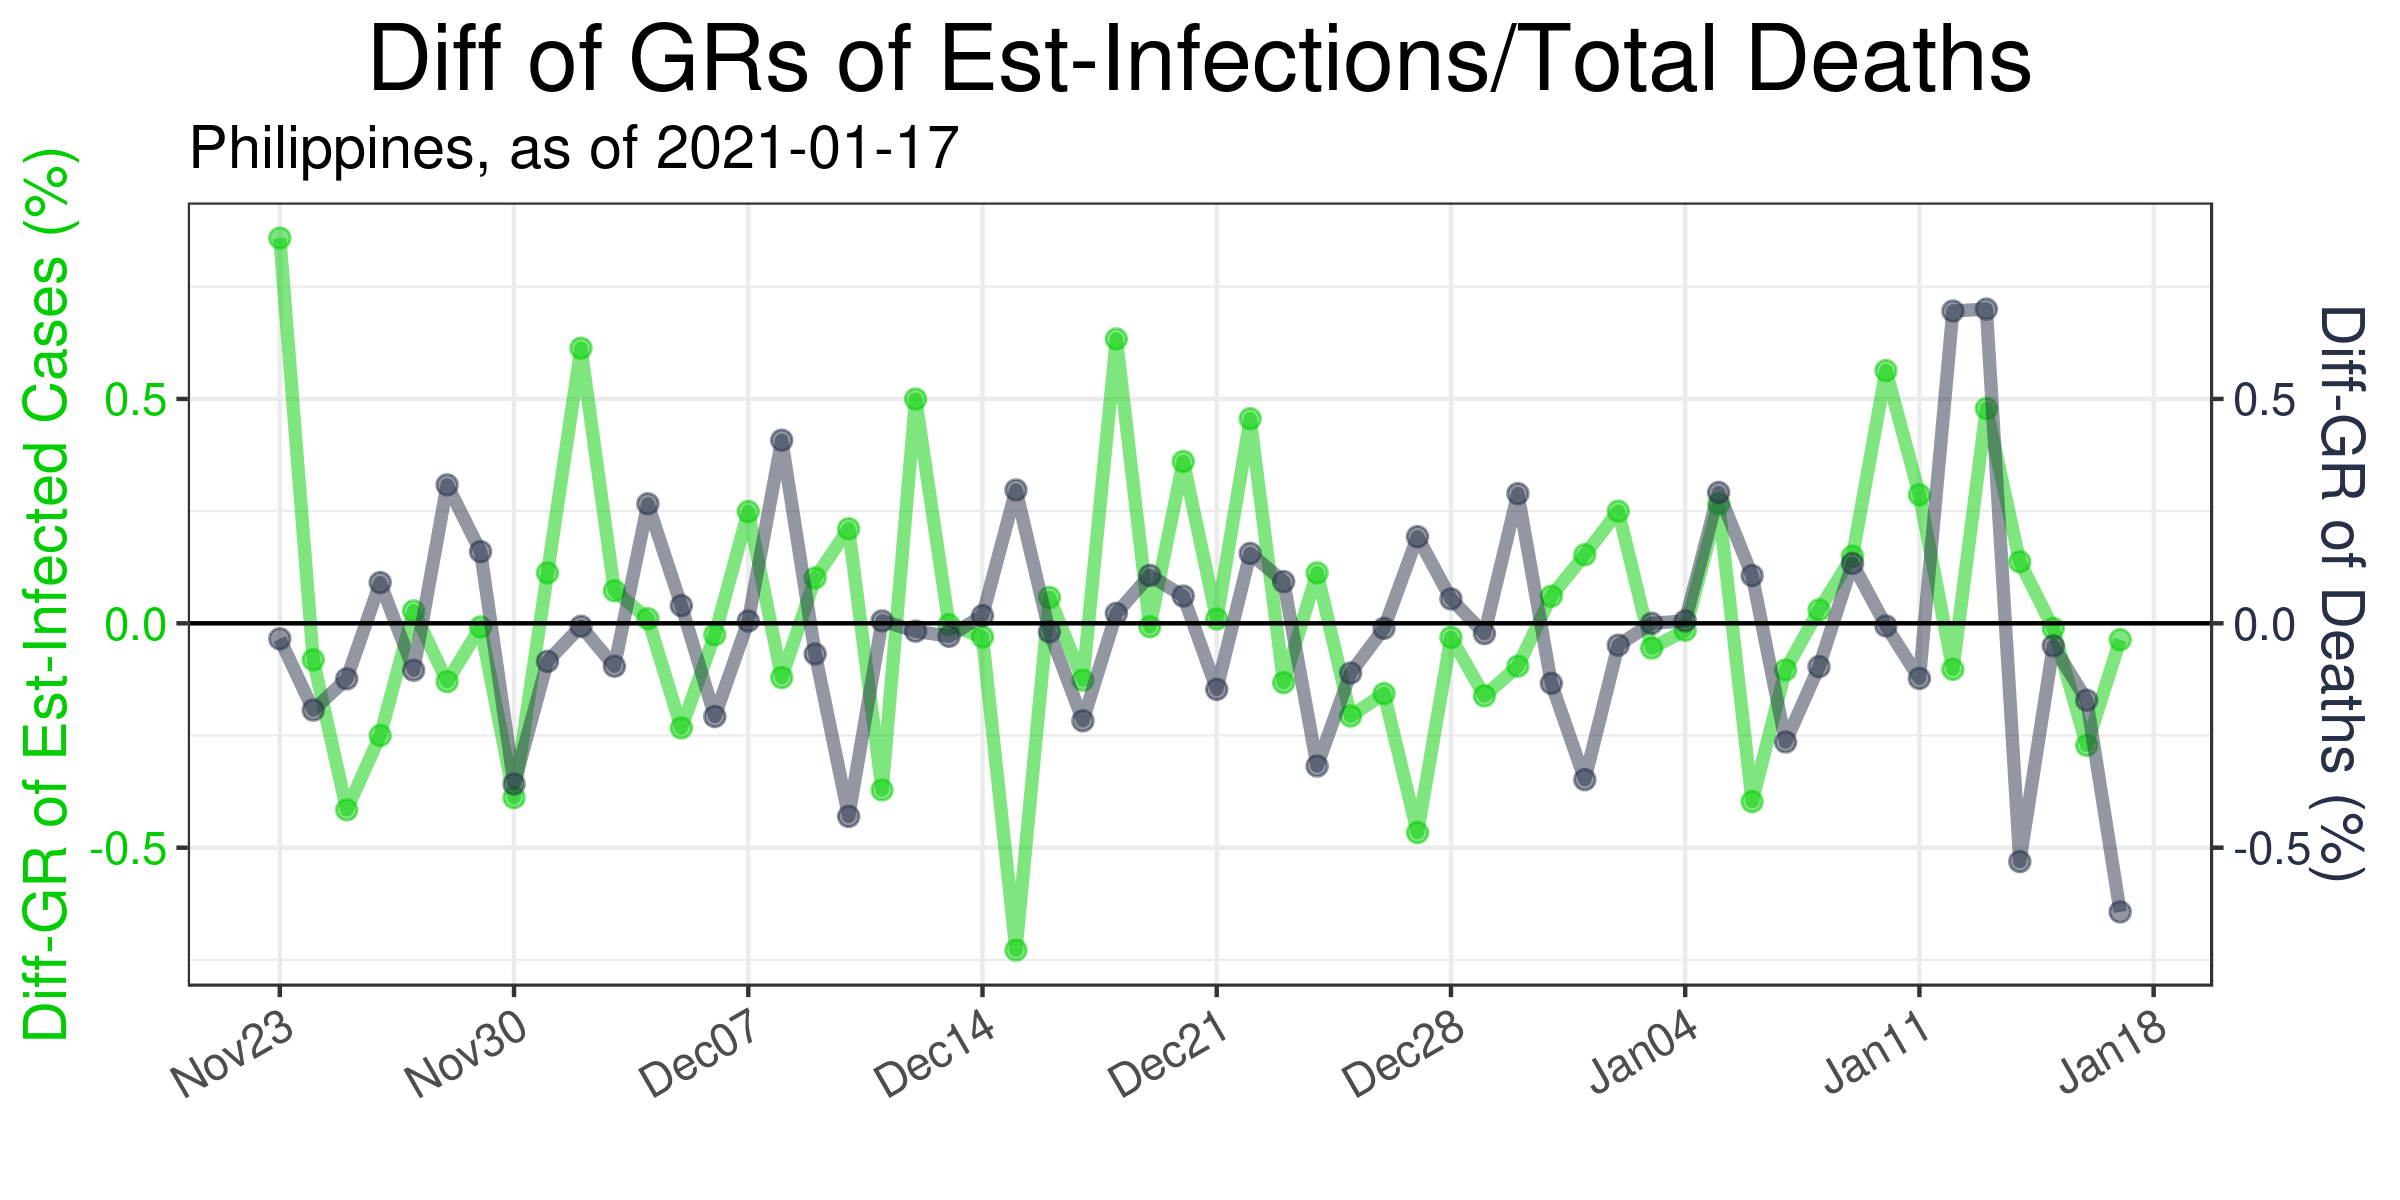 Diff of GRs of Est-Infections/Total Deaths
Philippines, as of 2021-01-17
Diff-GR of Est-Infected Cases (%)
0.5
0.0
-0.5
0.5
0.0
-0.5
Diff-GR of Deaths (%)
Nov23
Nov30
Dec07
Dec14
Dec21
Dec28
Jan04
Jan11
Jan18